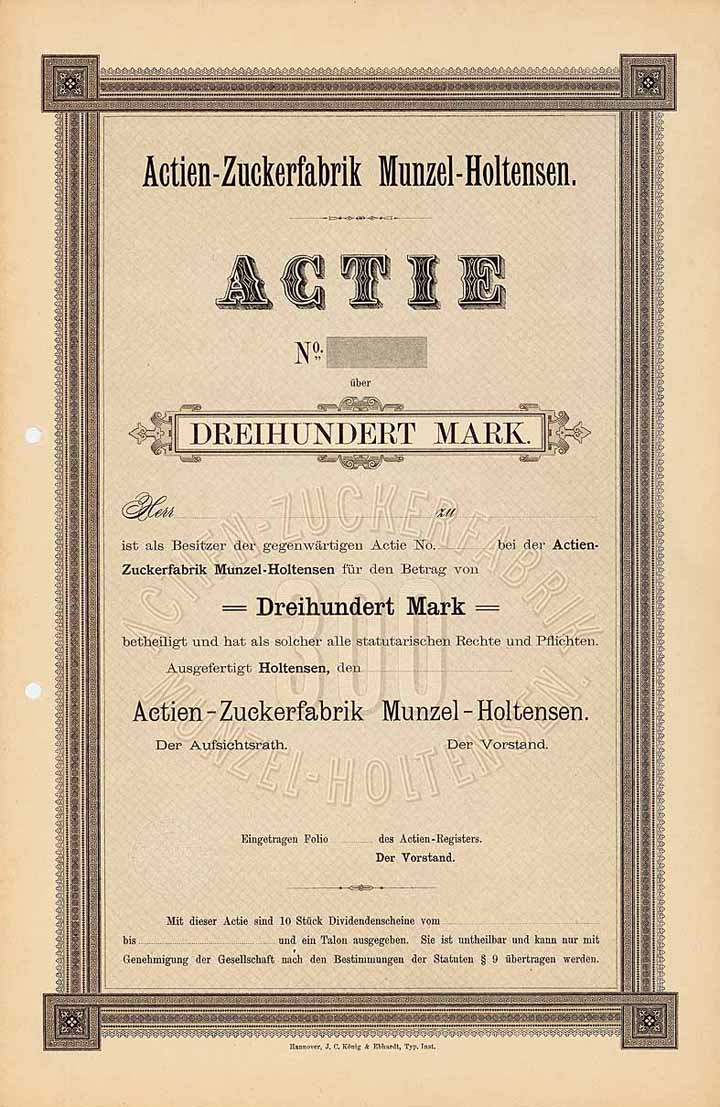 Actien-Zuckerfabrik Munzel-Holtensen.
ACTIE
No.
über
DREIHUNDERT MARK.
Herr zu
ist als Besitzer der gegenwärtigen Actie No. bei der Actien-
Zuckerfabrik Munzel-Holtensen für den Betrag von
= Dreihundert Mark =
betheiligt und hat als solcher alle statutarischen Rechte und Pflichten.
Ausgefertigt Holtensen, den
Actien-Zuckerfabrik Munzel-Holtensen.
Der Aufsichtsrath. Der Vorstand.
ACTIEN-ZUCKERFABRIK
300
MUNZEL-HOLTENSEN.
Eingetragen Folio des Actien-Registers.
Der Vorstand.
Mit dieser Actie sind 10 Stück Dividendenscheine vom
bis und ein Talon ausgegeben. Sie ist untheilbar und kann nur mit
Genehmigung der Gesellschaft nach den Bestimmungen der Statuten § 9 übertragen werden.
Hannover, J. C. König & Ebhardt, Typ. Inst.